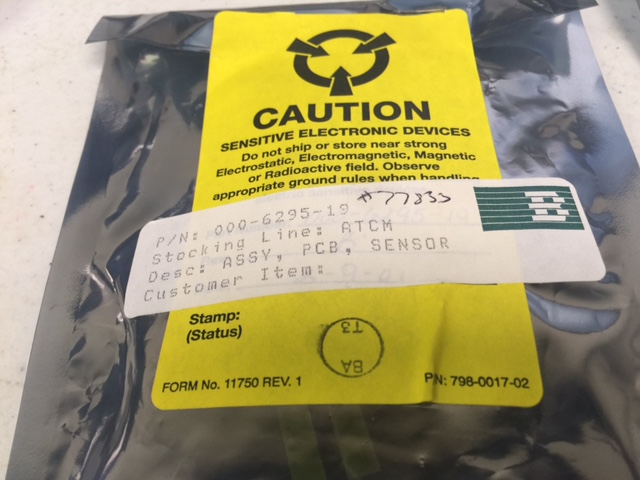 CAUTION
SENSITIVE ELECTRONIC DEVICES
Do not ship or store near strong
Electrostatic, Electromagnetic, Magnetic
or Radioactive field. Observe
appropriate ground rules when handling
#77833
P/N: 000-6295-19
Stocking Line: ATCM
Desc: ASSY, PCB, SENSOR
Customer Item:
Stamp:
(Status)
BA
T3
FORM No. 11750 REV. 1
PN: 798-0017-02